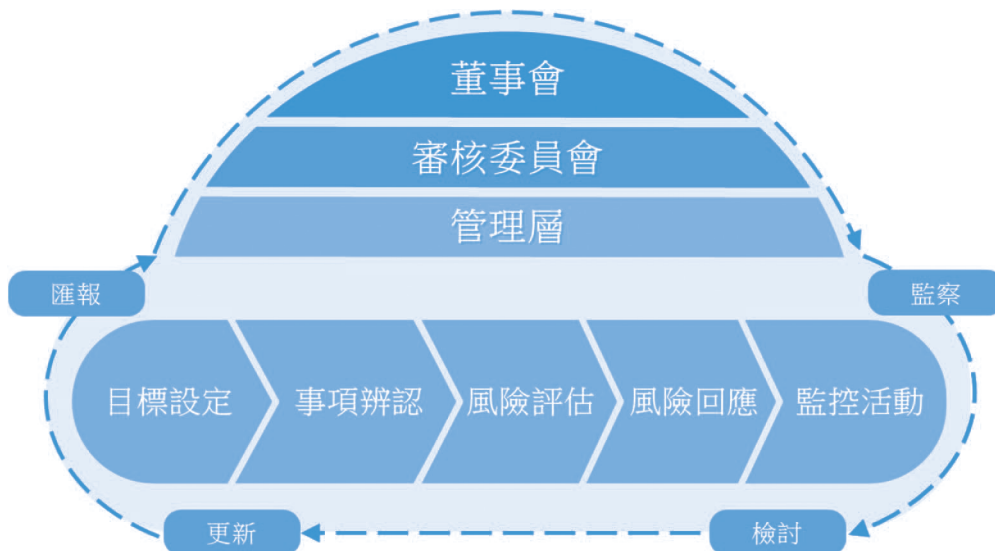 董事會
審核委員會
管理層
匯報
監察
目標設定
事項辨認
風險評估
風險回應
監控活動
更新
檢討